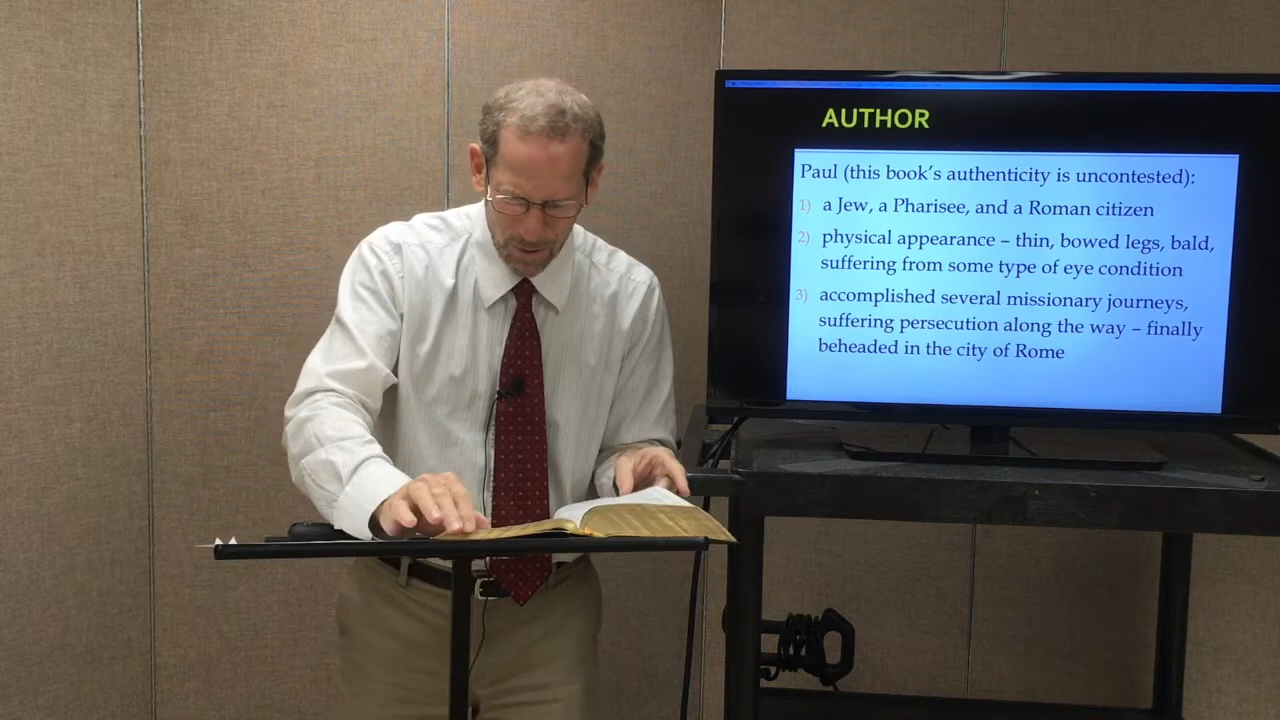 AUTHOR
Paul (this book's authenticity is uncontested):
1) a Jew, a Pharisee, and a Roman citizen
2) physical appearance – thin, bowed legs, bald,
suffering from some type of eye condition
3) accomplished several missionary journeys,
suffering persecution along the way – finally
beheaded in the city of Rome